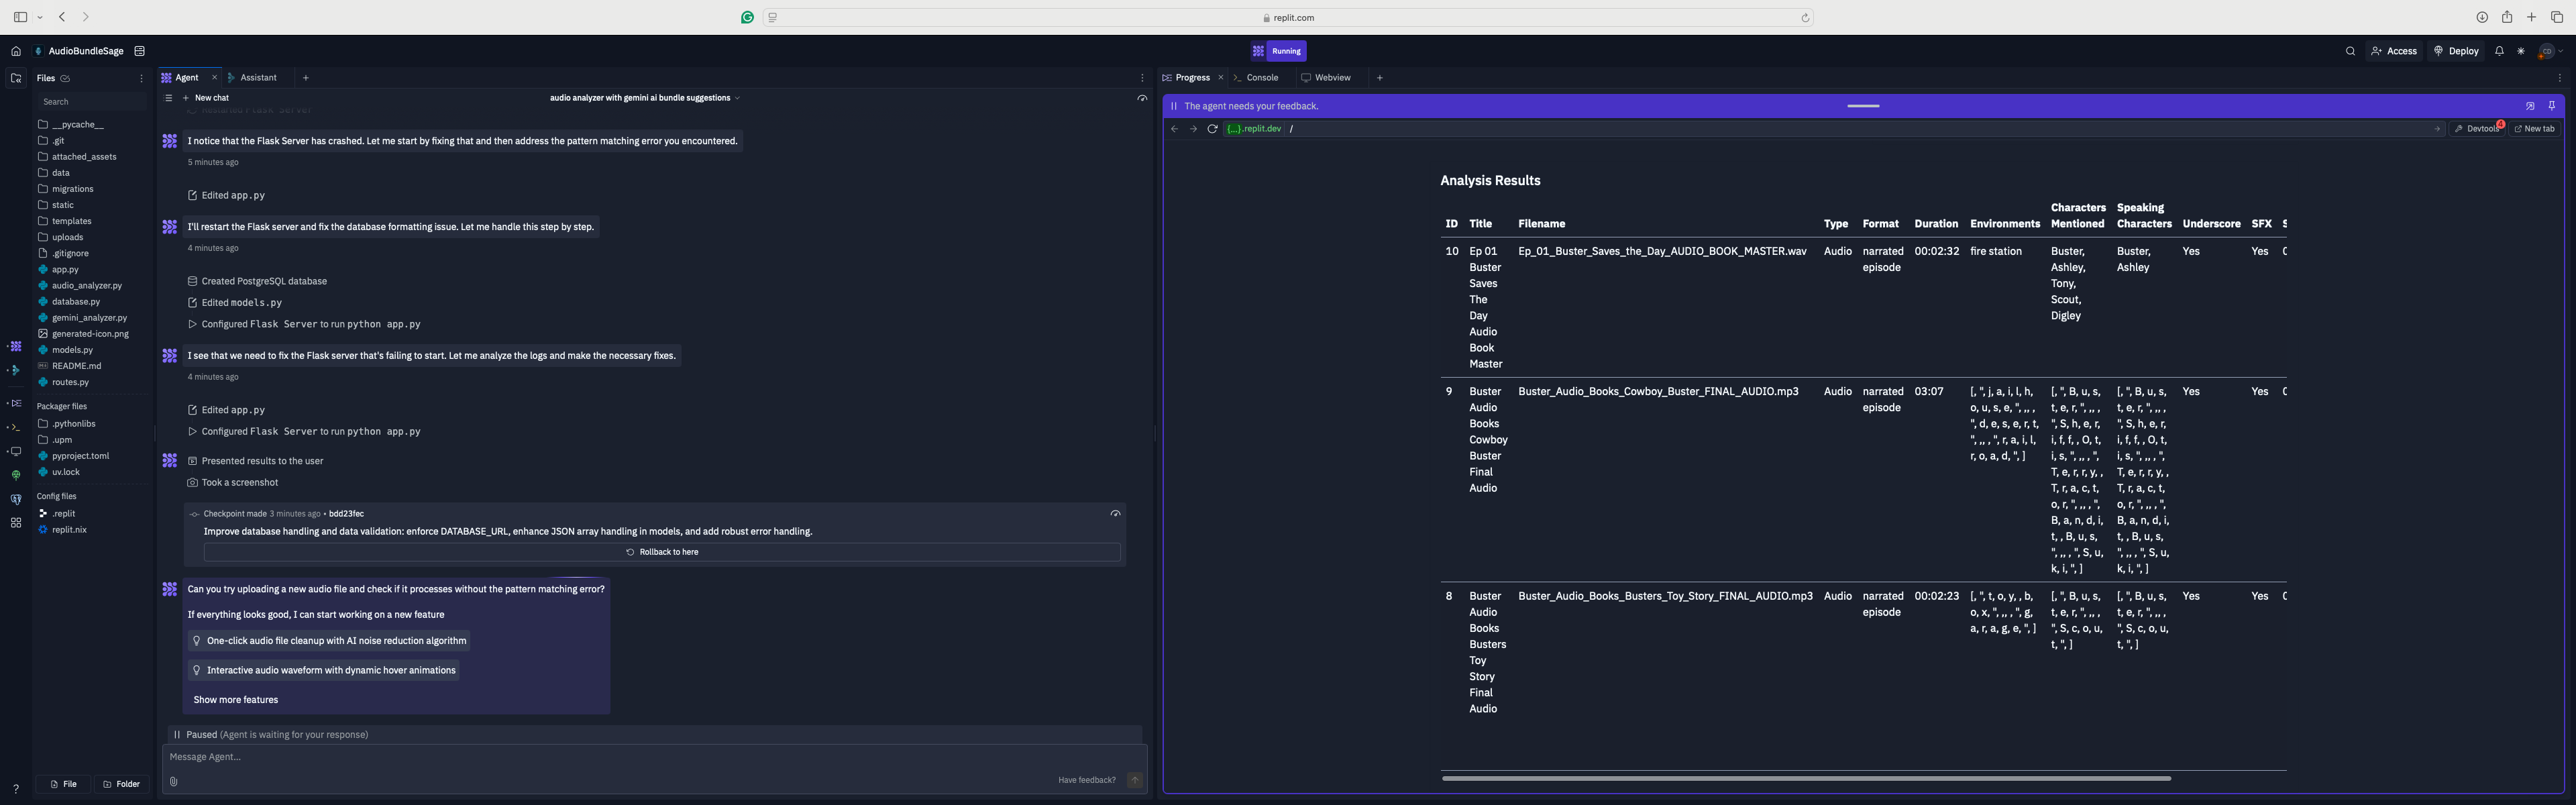 replit.com
AudioBundleSage
Running
Access
Deploy
CD
Files
Search
__pycache__
.git
attached_assets
data
migrations
static
templates
uploads
.gitignore
app.py
audio_analyzer.py
database.py
gemini_analyzer.py
generated-icon.png
models.py
README.md
routes.py
Packager files
.pythonlibs
.upm
pyproject.toml
uv.lock
Config files
.replit
replit.nix
File
Folder
Agent
Assistant
New chat
audio analyzer with gemini ai bundle suggestions
Restarted Flask Server
I notice that the Flask Server has crashed. Let me start by fixing that and then address the pattern matching error you encountered.
5 minutes ago
Edited app.py
I'll restart the Flask server and fix the database formatting issue. Let me handle this step by step.
4 minutes ago
Created PostgreSQL database
Edited models.py
Configured Flask Server to run python app.py
I see that we need to fix the Flask server that's failing to start. Let me analyze the logs and make the necessary fixes.
4 minutes ago
Edited app.py
Configured Flask Server to run python app.py
Presented results to the user
Took a screenshot
Checkpoint made 3 minutes ago • bdd23fec
Improve database handling and data validation: enforce DATABASE_URL, enhance JSON array handling in models, and add robust error handling.
Rollback to here
Can you try uploading a new audio file and check if it processes without the pattern matching error?
If everything looks good, I can start working on a new feature
One-click audio file cleanup with AI noise reduction algorithm
Interactive audio waveform with dynamic hover animations
Show more features
Paused (Agent is waiting for your response)
Message Agent...
Have feedback?
Progress
Console
Webview
The agent needs your feedback.
{...}.replit.dev /
Devtools
4
New tab
Analysis Results
ID Title Filename Type Format Duration Environments Characters Mentioned Speaking Characters Underscore SFX S
10
Ep 01
Buster
Saves
The
Day
Audio
Book
Master
Ep_01_Buster_Saves_the_Day_AUDIO_BOOK_MASTER.wav
Audio
narrated
episode
00:02:32
fire station
Buster,
Ashley,
Tony,
Scout,
Digley
Buster,
Ashley
Yes
Yes
0
9
Buster
Audio
Books
Cowboy
Buster
Final
Audio
Buster_Audio_Books_Cowboy_Buster_FINAL_AUDIO.mp3
Audio
narrated
episode
03:07
[, ", j, a, i, l, h,
o, u, s, e, ", ,, ,
", d, e, s, e, r, t,
", ,, , ", r, a, i, l,
r, o, a, d, ", ]
[, ", B, u, s,
t, e, r, ", ,, ,
", S, h, e, r,
i, f, f, , O, t,
i, s, ", ,, , ",
T, e, r, r, y, ,
T, r, a, c, t,
o, r, ", ,, , ",
B, a, n, d, i,
t, , B, u, s,
", ,, , ", S, u,
k, i, ", ]
[, ", B, u, s,
t, e, r, ", ,, ,
", S, h, e, r,
i, f, f, , O, t,
i, s, ", ,, , ",
T, e, r, r, y, ,
T, r, a, c, t,
o, r, ", ,, , ",
B, a, n, d, i,
t, , B, u, s,
", ,, , ", S, u,
k, i, ", ]
Yes
Yes
0
8
Buster
Audio
Books
Busters
Toy
Story
Final
Audio
Buster_Audio_Books_Busters_Toy_Story_FINAL_AUDIO.mp3
Audio
narrated
episode
00:02:23
[, ", t, o, y, , b,
o, x, ", ,, , ", g,
a, r, a, g, e, ", ]
[, ", B, u, s,
t, e, r, ", ,, ,
", S, c, o, u,
t, ", ]
[, ", B, u, s,
t, e, r, ", ,, ,
", S, c, o, u,
t, ", ]
Yes
Yes
0